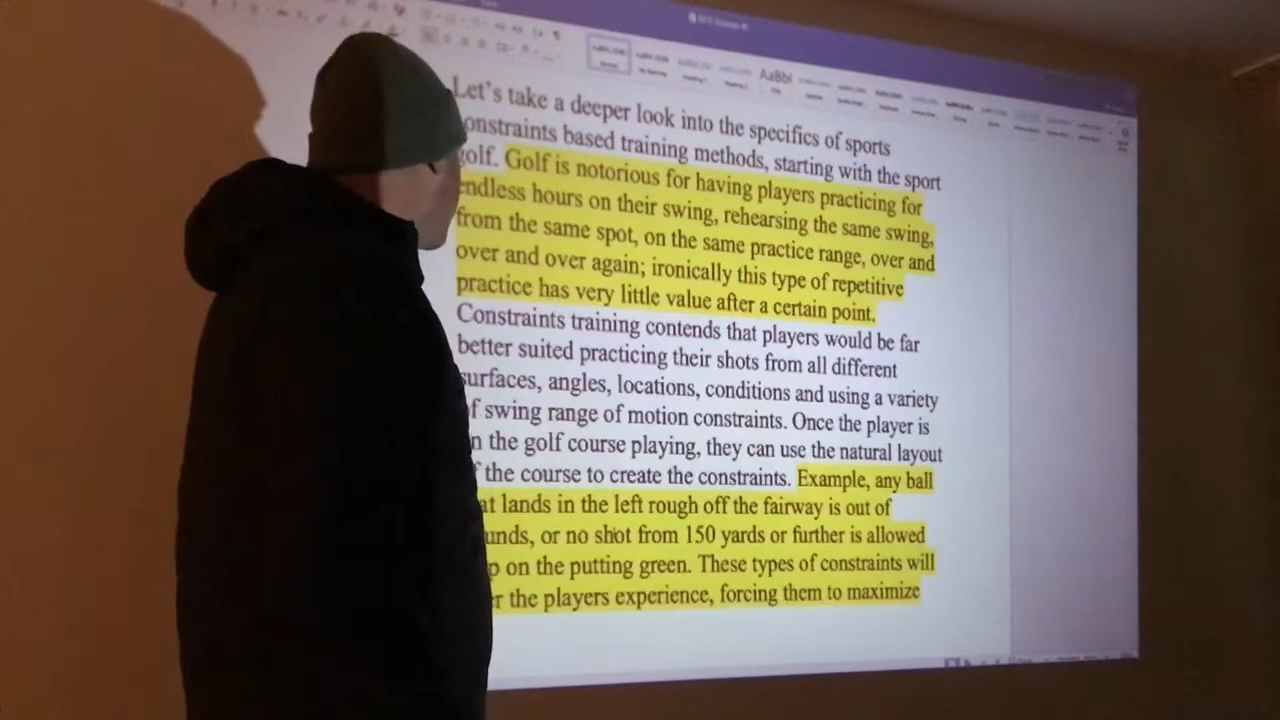 AaBbI
Let's take a deeper look into the specifics of sports
onstraints based training methods, starting with the sport
golf. Golf is notorious for having players practicing for
endless hours on their swing, rehearsing the same swing,
from the same spot, on the same practice range, over and
over and over again; ironically this type of repetitive
practice has very little value after a certain point.
Constraints training contends that players would be far
better suited practicing their shots from all different
surfaces, angles, locations, conditions and using a variety
f swing range of motion constraints. Once the player is
n the golf course playing, they can use the natural layout
f the course to create the constraints. Example, any ball
at lands in the left rough off the fairway is out of
unds, or no shot from 150 yards or further is allowed
p on the putting green. These types of constraints will
r the players experience, forcing them to maximize